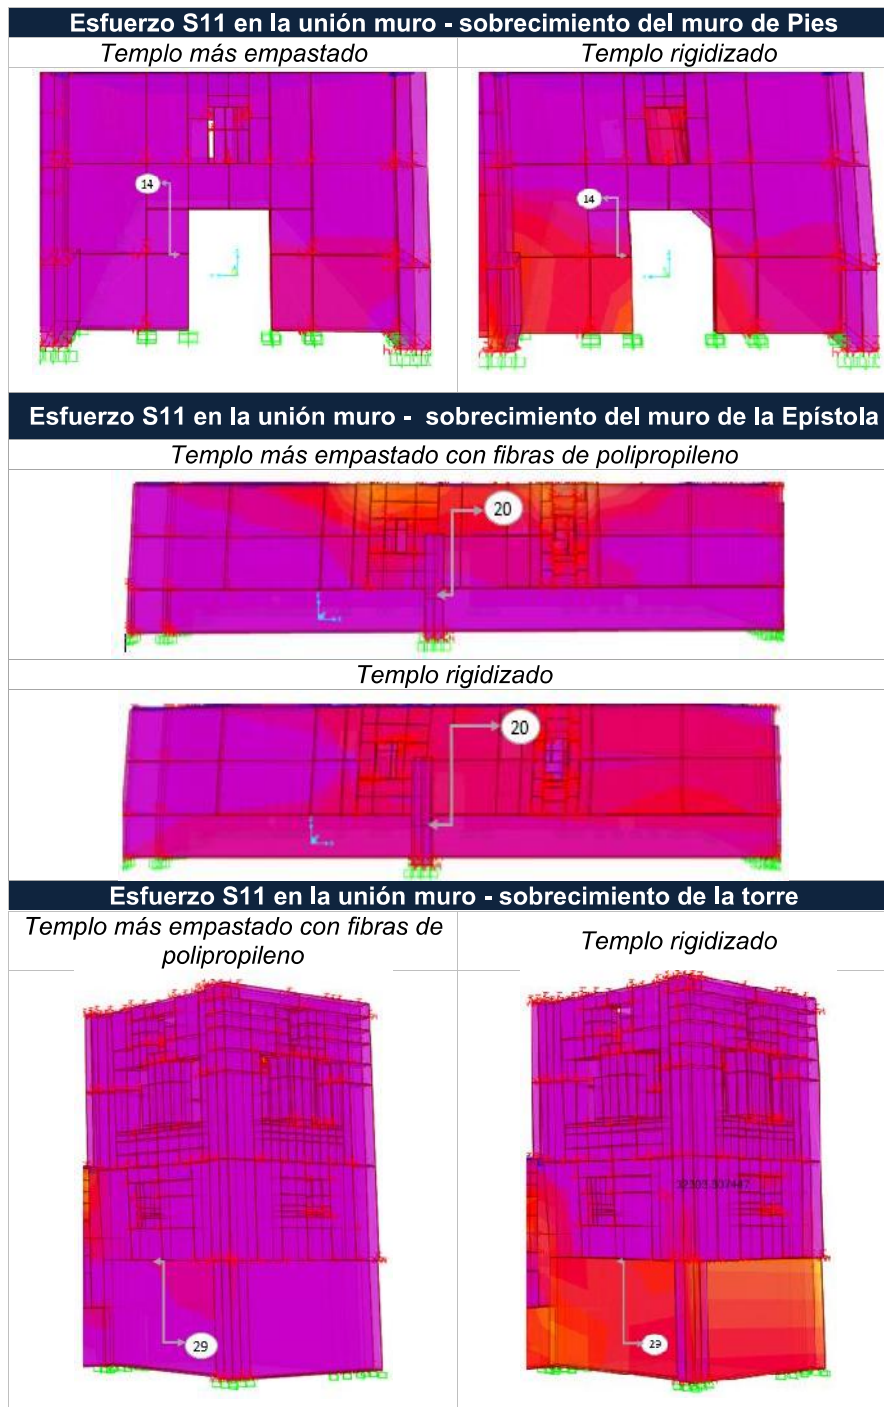 Esfuerzo S11 en la unión muro - sobrecimiento del muro de Pies
Templo más empastado
Templo rigidizado
14
14
Esfuerzo S11 en la unión muro - sobrecimiento del muro de la Epístola
Templo más empastado con fibras de polipropileno
20
Templo rigidizado
20
Esfuerzo S11 en la unión muro - sobrecimiento de la torre
Templo más empastado con fibras de
polipropileno
Templo rigidizado
29
29